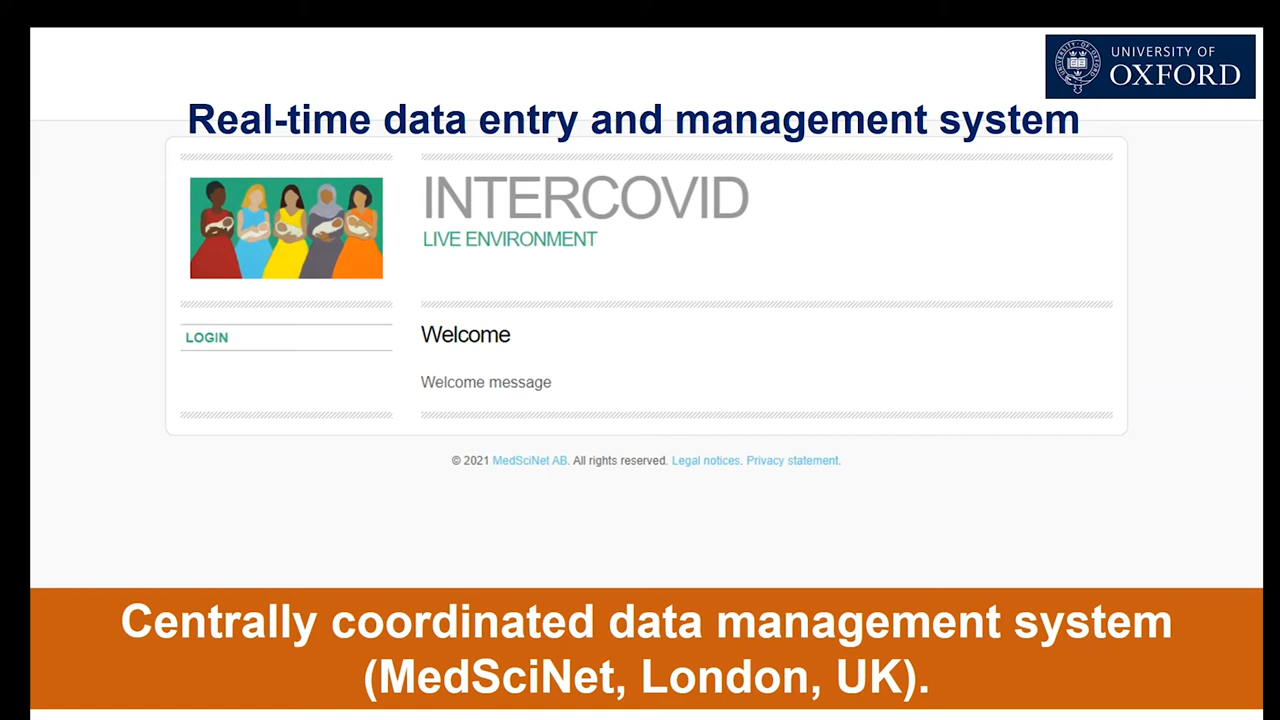 UNIVERSITY OF
OXFORD
Real-time data entry and management system
INTERCOVID
LIVE ENVIRONMENT
LOGIN
Welcome
Welcome message
© 2021 MedSciNet AB. All rights reserved. Legal notices. Privacy statement.
Centrally coordinated data management system
(MedSciNet, London, UK).